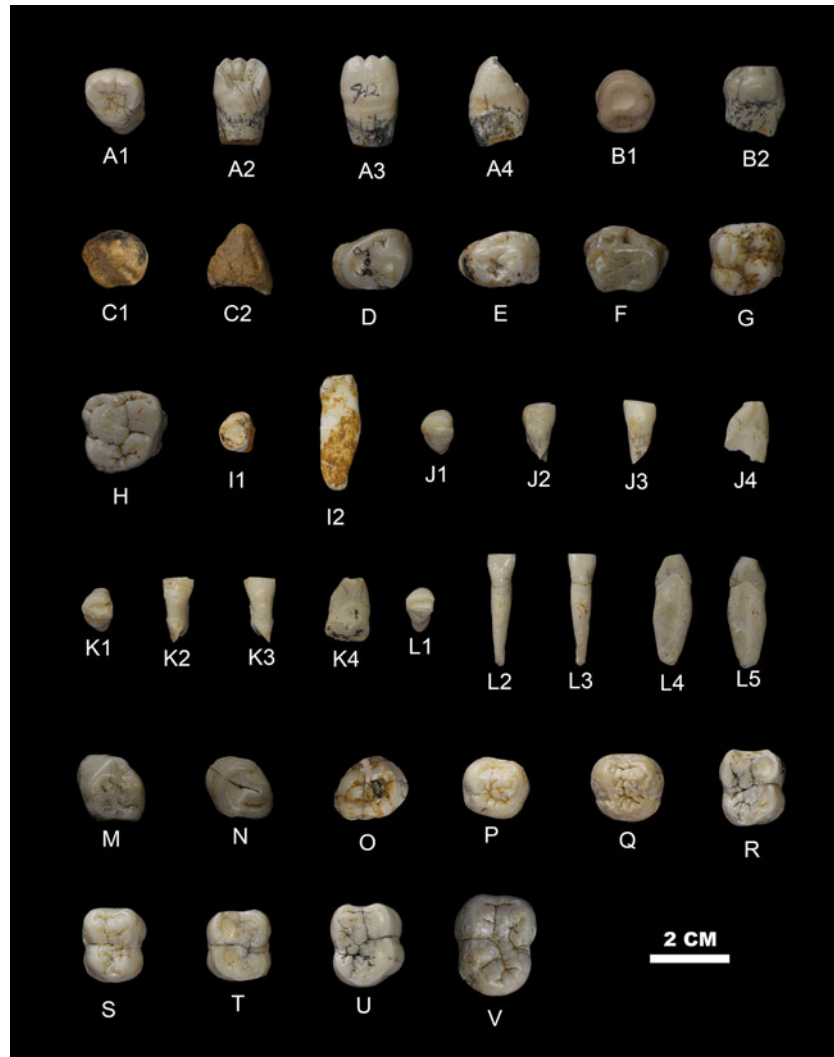 A1 A2 A3 A4 B1 B2
C1 C2 D E F G
H I1 I2 J1 J2 J3 J4
K1 K2 K3 K4 L1 L2 L3 L4 L5
M N O P Q R
S T U V 2 CM